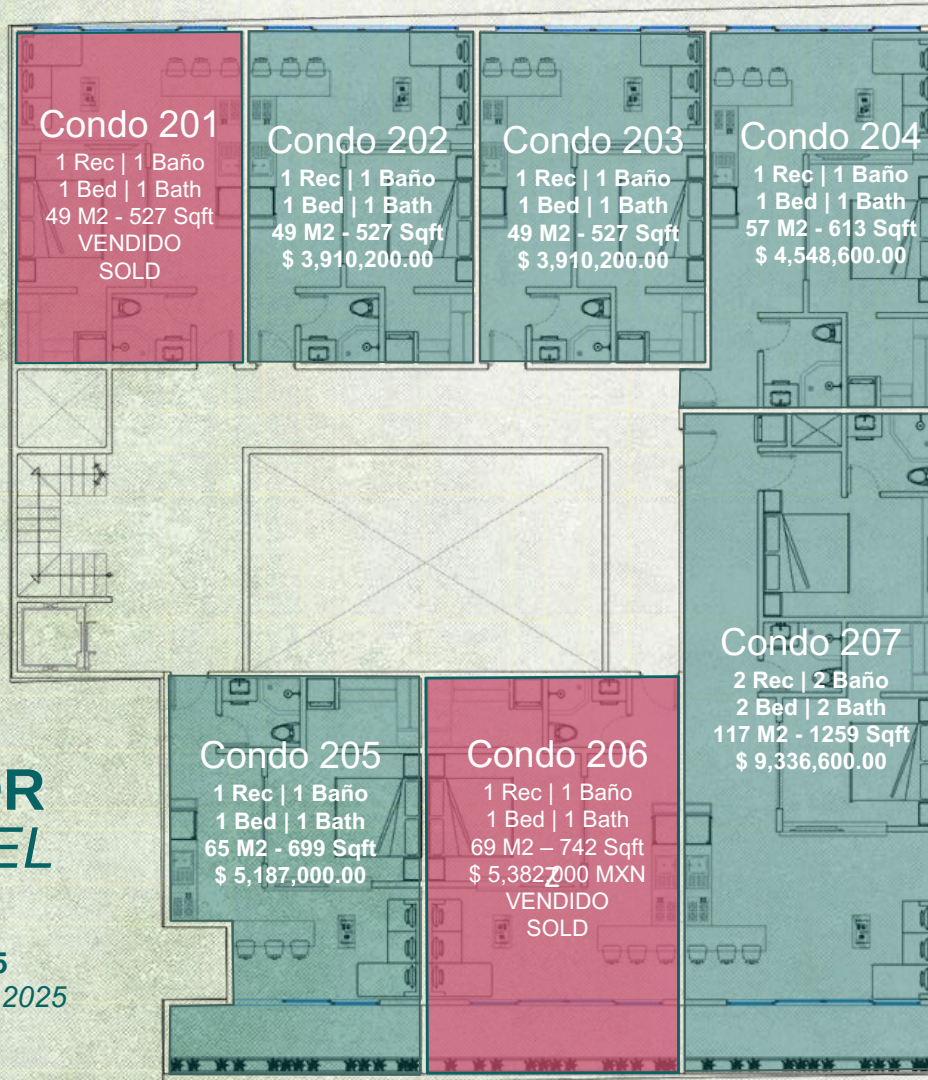 Condo 201
1 Rec | 1 Baño
1 Bed | 1 Bath
49 M2 - 527 Sqft
VENDIDO
SOLD
Condo 202
1 Rec | 1 Baño
1 Bed | 1 Bath
49 M2 - 527 Sqft
$ 3,910,200.00
Condo 203
1 Rec | 1 Baño
1 Bed | 1 Bath
49 M2 - 527 Sqft
$ 3,910,200.00
Condo 204
1 Rec | 1 Baño
1 Bed | 1 Bath
57 M2 - 613 Sqft
$ 4,548,600.00
Condo 205
1 Rec | 1 Baño
1 Bed | 1 Bath
65 M2 - 699 Sqft
$ 5,187,000.00
Condo 206
1 Rec | 1 Baño
1 Bed | 1 Bath
69 M2 – 742 Sqft
$ 5,382,000 MXN
Z
VENDIDO
SOLD
Condo 207
2 Rec | 2 Baño
2 Bed | 2 Bath
117 M2 - 1259 Sqft
$ 9,336,600.00
EL
5
2025